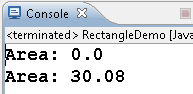 Console
<terminated> RectangleDemo [Java
Area: 0.0
Area: 30.08